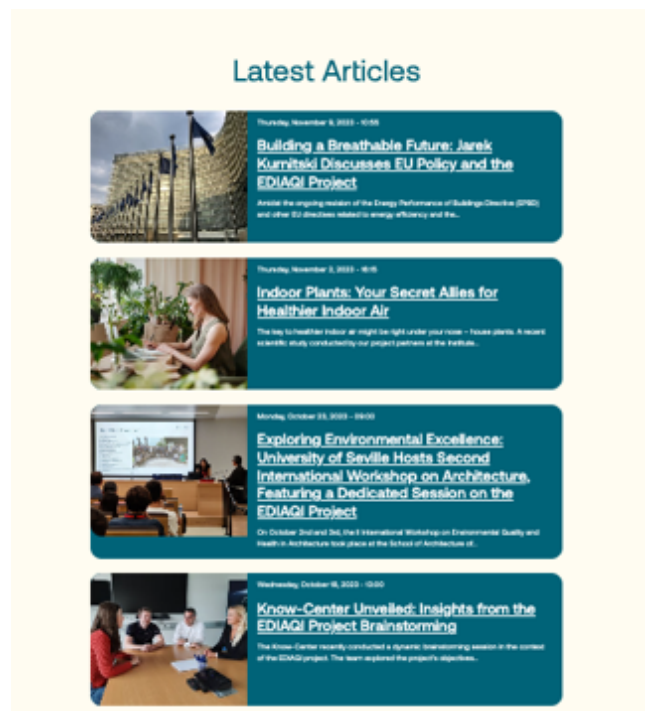 Latest Articles
Thursday, November 9, 2023 - 10:55
Building a Breathable Future: Jarek
Kurnitski Discusses EU Policy and the
EDIAQI Project
Amidst the ongoing revision of the Energy Performance of Buildings Directive (EPBD)
and other EU directives related to energy efficiency and the...
Thursday, November 2, 2023 - 16:15
Indoor Plants: Your Secret Allies for
Healthier Indoor Air
The key to healthier indoor air might be right under your nose – house plants. A recent
scientific study conducted by our project partners at the Institute...
Monday, October 23, 2023 - 09:00
Exploring Environmental Excellence:
University of Seville Hosts Second
International Workshop on Architecture,
Featuring a Dedicated Session on the
EDIAQI Project
On October 2nd and 3rd, the II International Workshop on Environmental Quality and
Health in Architecture took place at the School of Architecture of...
Wednesday, October 18, 2023 - 13:00
Know-Center Unveiled: Insights from the
EDIAQI Project Brainstorming
The Know-Center recently conducted a dynamic brainstorming session in the context
of the EDIAQI project. The team explored the project's objectives...